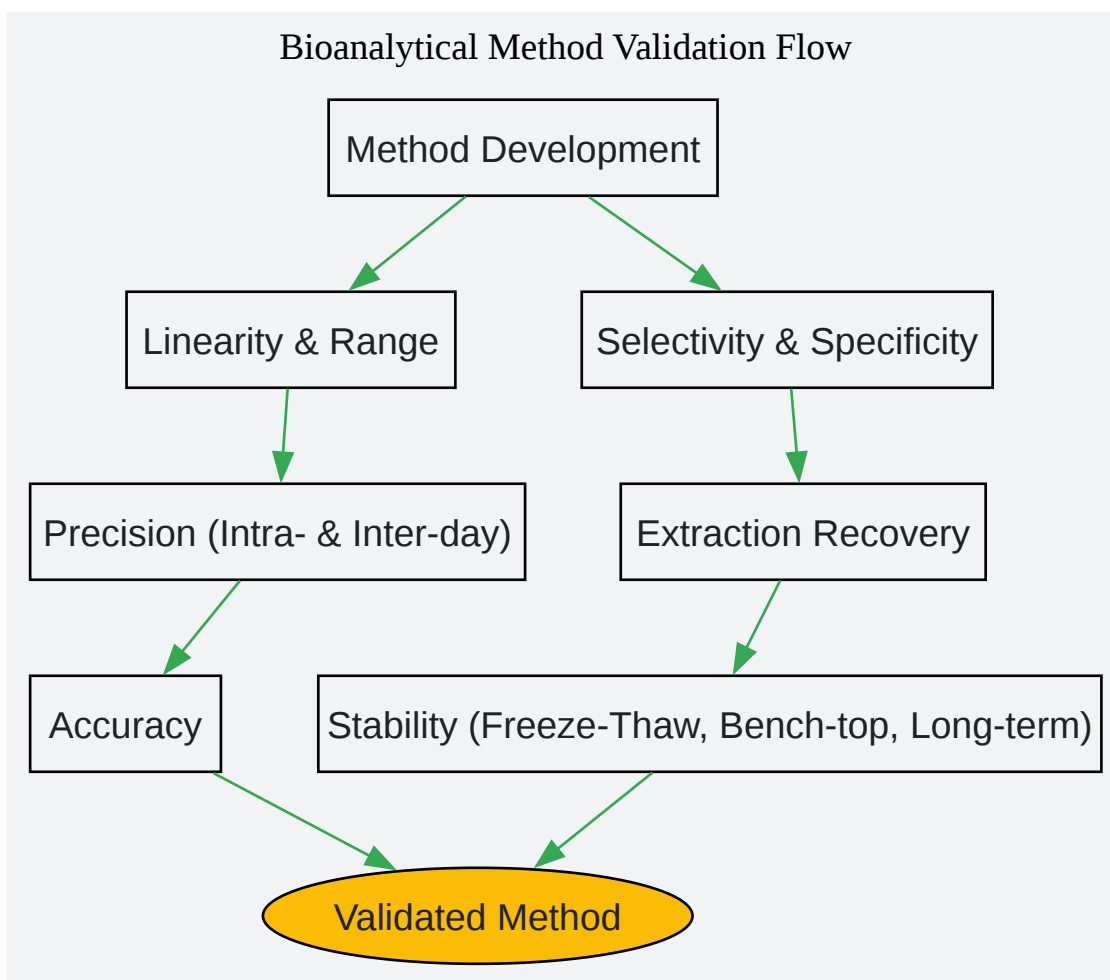 Bioanalytical Method Validation Flow
Method Development
Linearity & Range
Selectivity & Specificity
Precision (Intra- & Inter-day)
Extraction Recovery
Accuracy
Stability (Freeze-Thaw, Bench-top, Long-term)
Validated Method